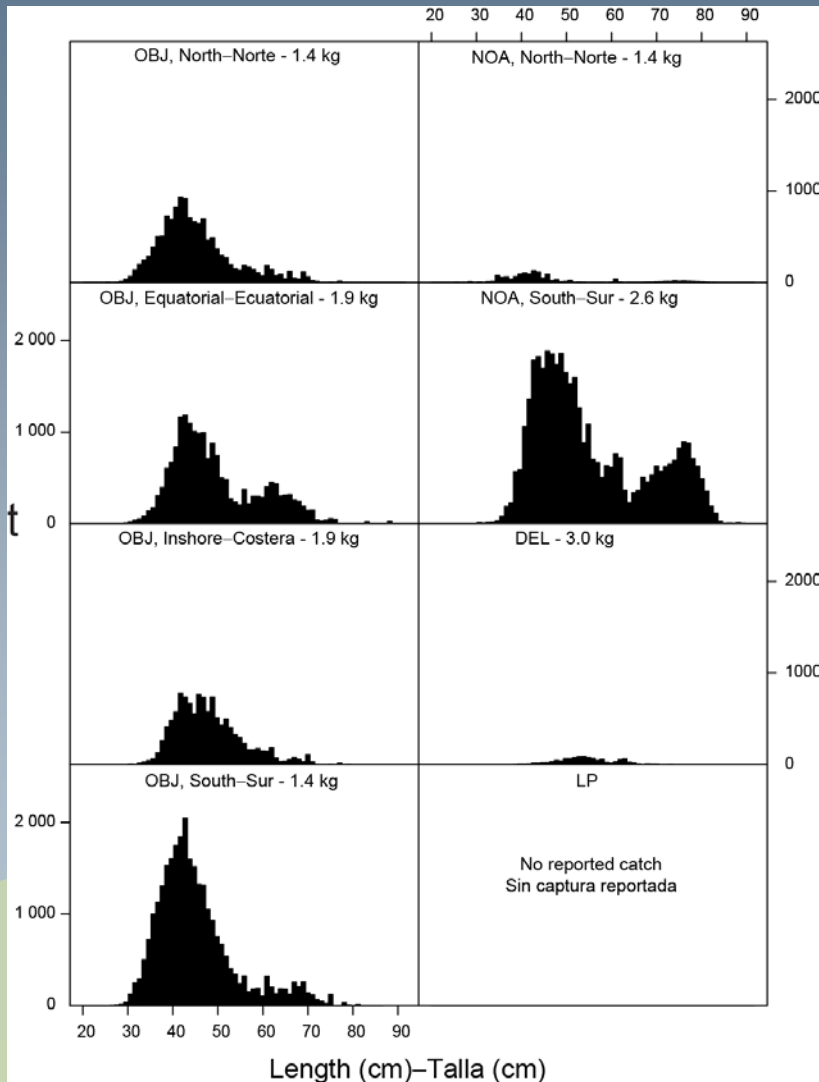 20 30 40 50 60 70 80 90
OBJ, North–Norte - 1.4 kg
NOA, North–Norte - 1.4 kg
2000
1000
0
OBJ, Equatorial–Ecuatorial - 1.9 kg
NOA, South–Sur - 2.6 kg
2 000
1 000
0
t
OBJ, Inshore–Costera - 1.9 kg
DEL - 3.0 kg
2000
1000
0
OBJ, South–Sur - 1.4 kg
LP
2 000
1 000
0
No reported catch
Sin captura reportada
20 30 40 50 60 70 80 90
Length (cm)–Talla (cm)